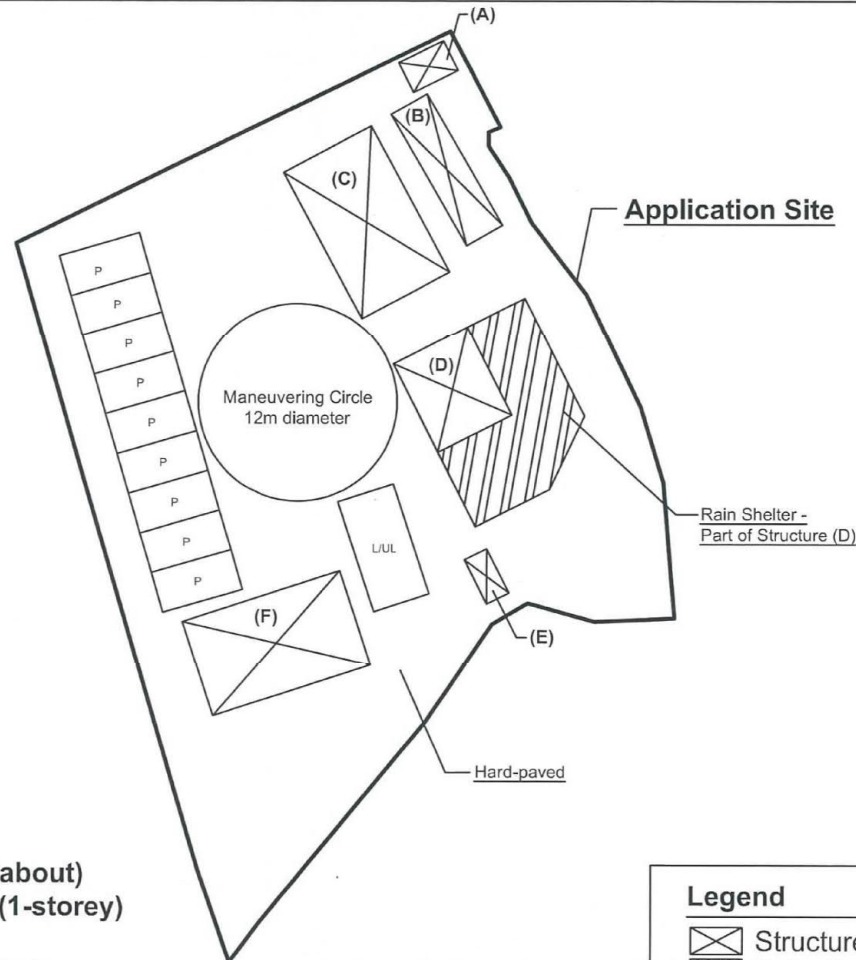 (A)
(B)
(C)
Application Site
P
P
P
P
P
P
P
P
P
Maneuvering Circle
12m diameter
(D)
Rain Shelter -
Part of Structure (D)
L/UL
(E)
(F)
Hard-paved
about)
(1-storey)
Legend
Structure